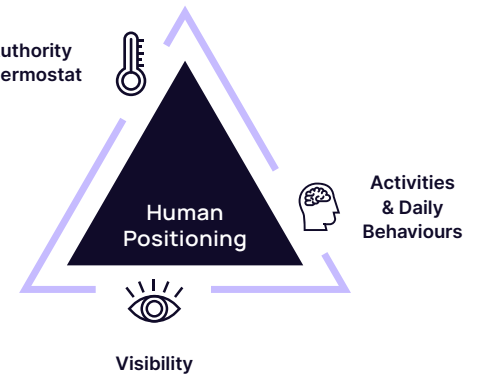 uthority
ermostat
Activities
& Daily
Behaviours
Human
Positioning
Visibility